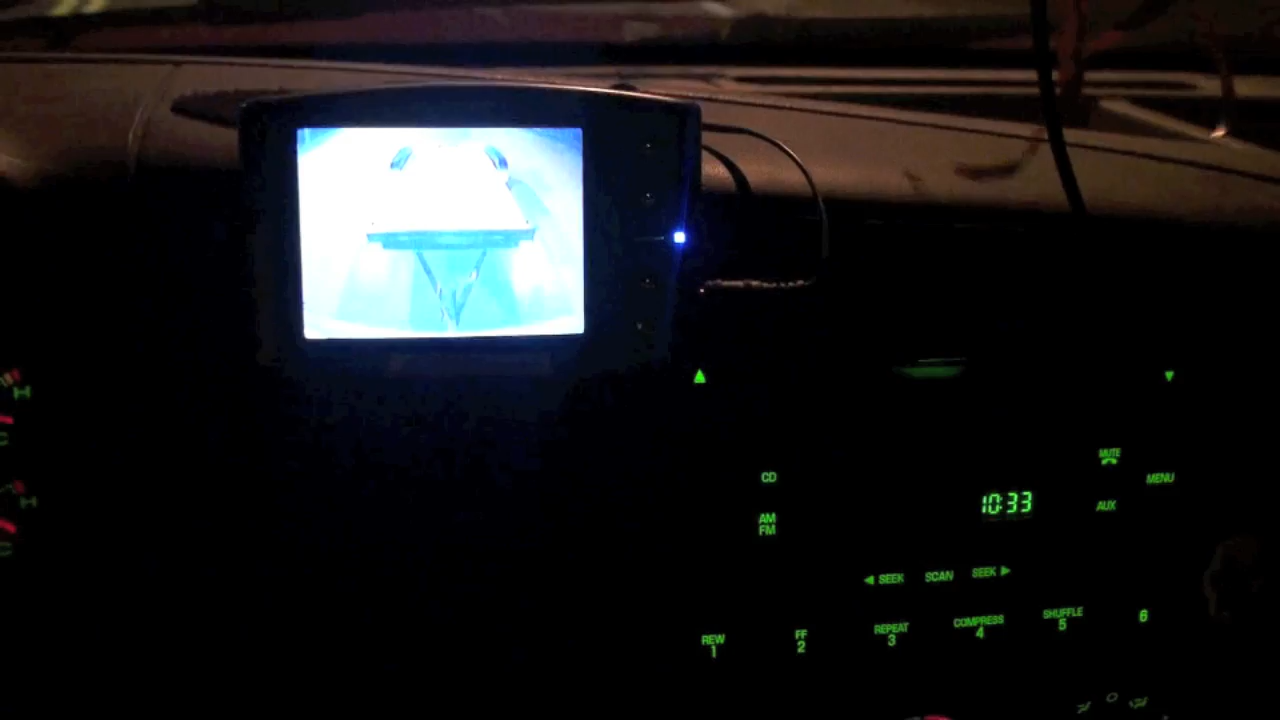 H
C
H
C
CD
MUTE
MENU
10:33
AUX
AM
FM
SEEK SCAN SEEK
REW FF REPEAT COMPRESS SHUFFLE
1 2 3 4 5 6